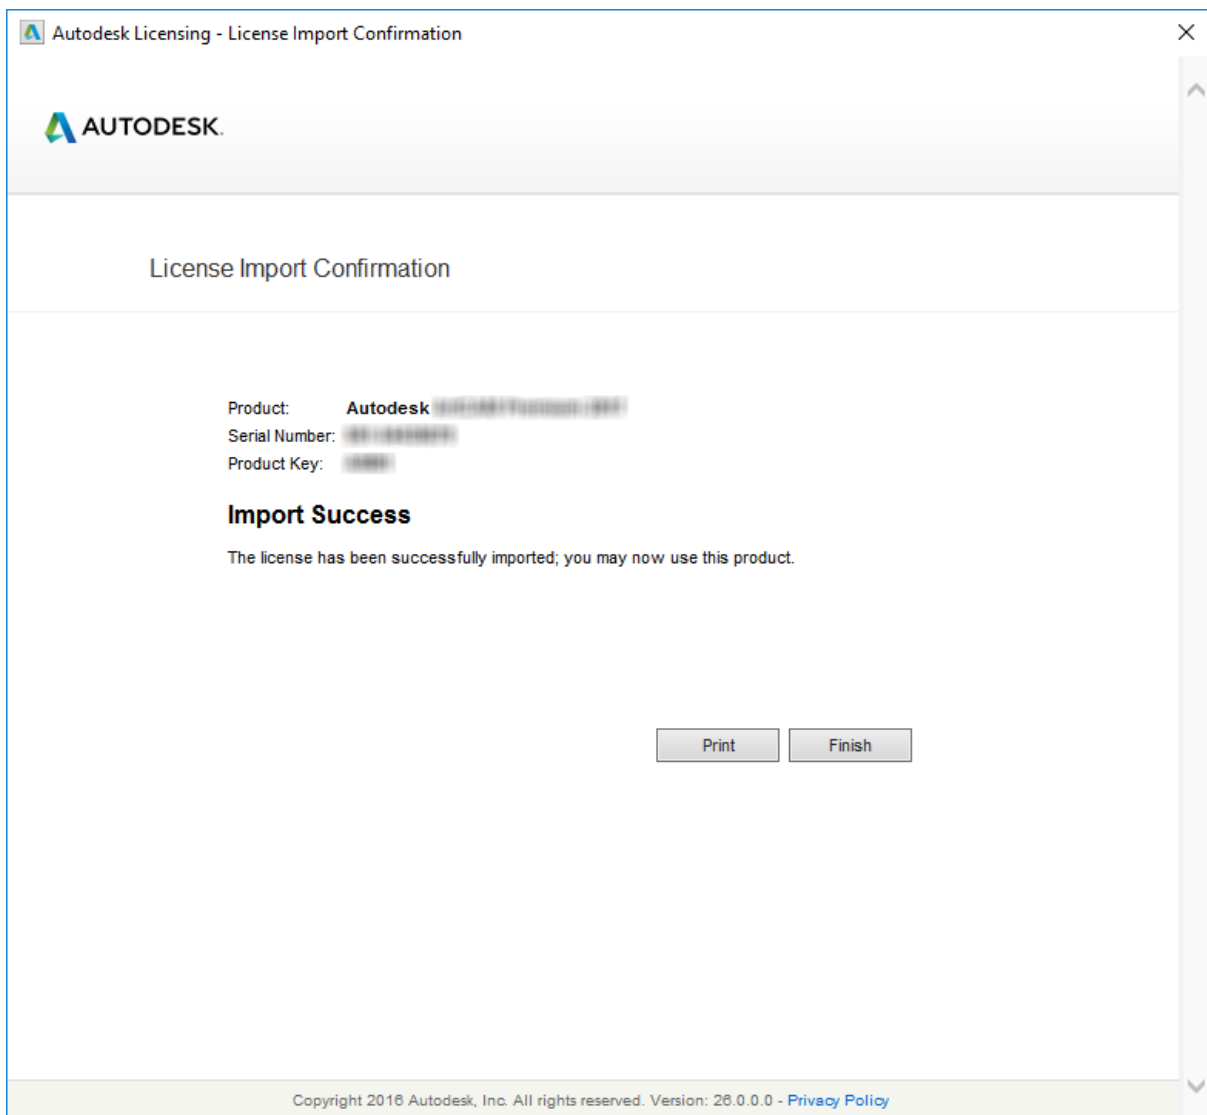 Autodesk Licensing - License Import Confirmation
AUTODESK.
License Import Confirmation
Product: Autodesk
Serial Number:
Product Key:
Import Success
The license has been successfully imported; you may now use this product.
Print Finish
Copyright 2016 Autodesk, Inc. All rights reserved. Version: 26.0.0.0 - Privacy Policy